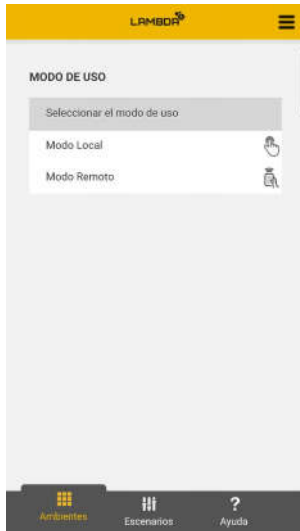 LAMBDA
MODO DE USO
Seleccionar el modo de uso
Modo Local
Modo Remoto
Ambientes
Escenarios
? Ayuda